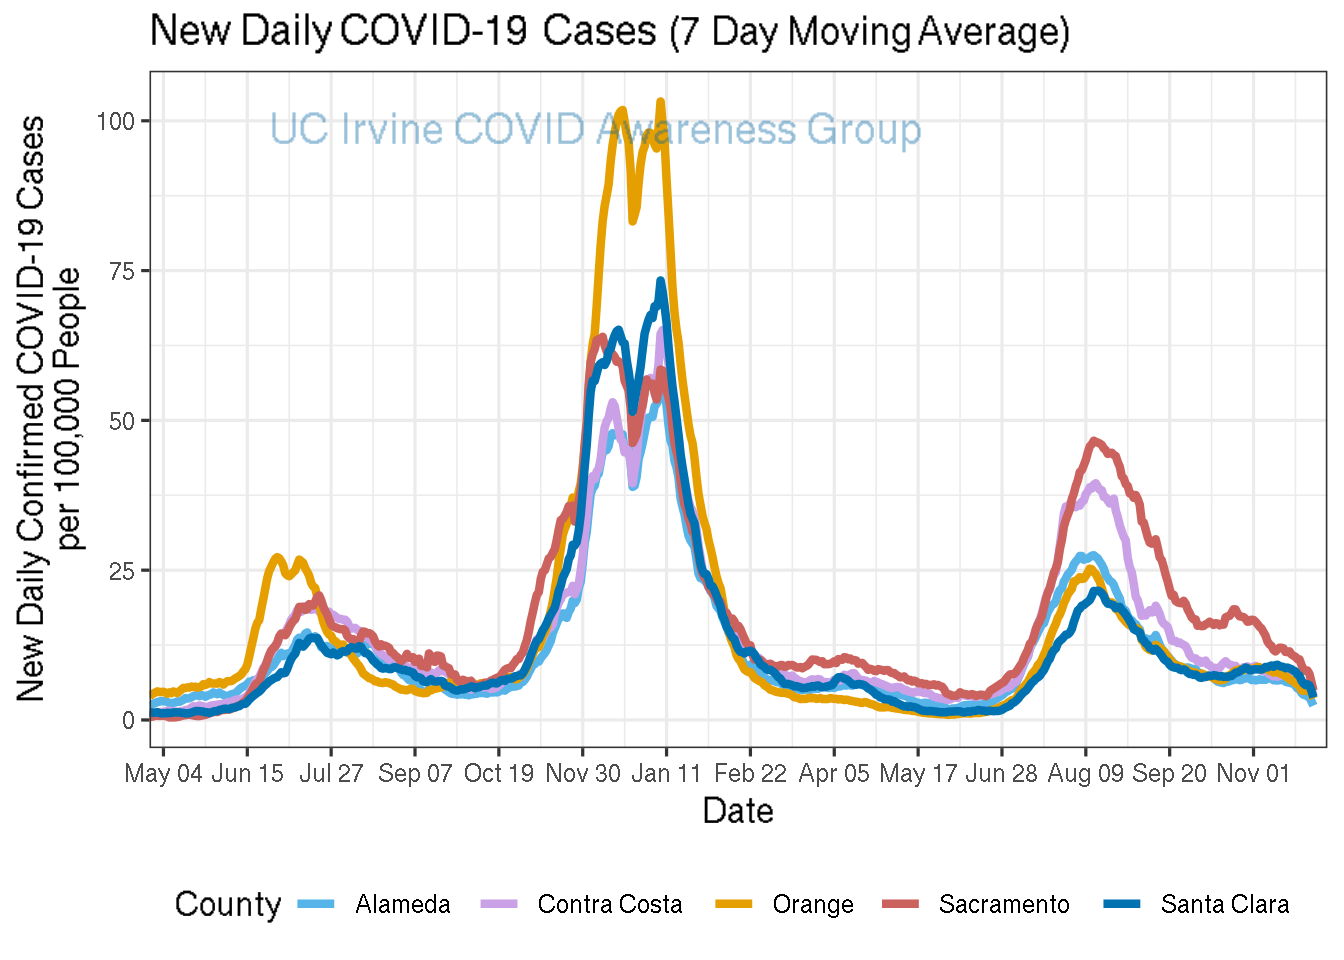 New Daily COVID-19 Cases (7 Day Moving Average)
UC Irvine COVID Awareness Group
New Daily Confirmed COVID-19 Cases
per 100,000 People
100
75
50
25
0
May 04 Jun 15 Jul 27 Sep 07 Oct 19 Nov 30 Jan 11 Feb 22 Apr 05 May 17 Jun 28 Aug 09 Sep 20 Nov 01
Date
County Alameda Contra Costa Orange Sacramento Santa Clara